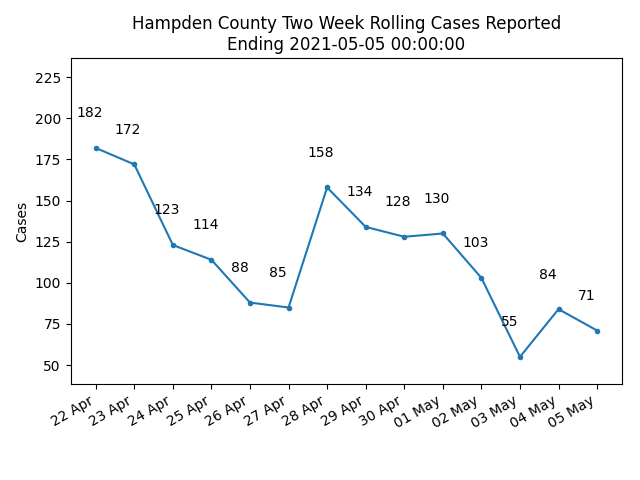 Hampden County Two Week Rolling Cases Reported
Ending 2021-05-05 00:00:00
Cases
225
200
175
150
125
100
75
50
182
172
123
114
88
85
158
134
128
130
103
55
84
71
22 Apr
23 Apr
24 Apr
25 Apr
26 Apr
27 Apr
28 Apr
29 Apr
30 Apr
01 May
02 May
03 May
04 May
05 May